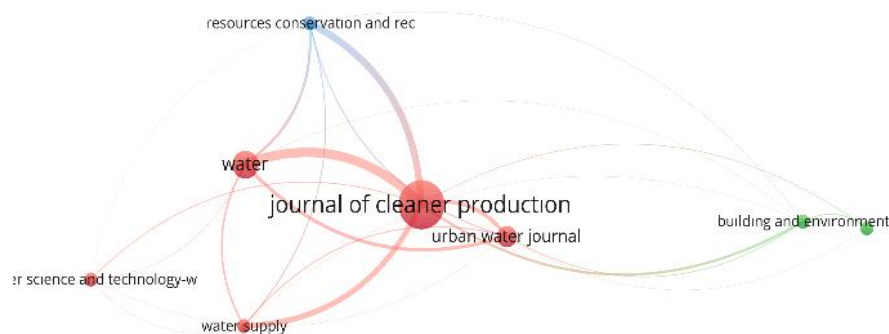 resources conservation and rec
water
journal of cleaner production
urban water journal
building and environment
er science and technology-w
water supply